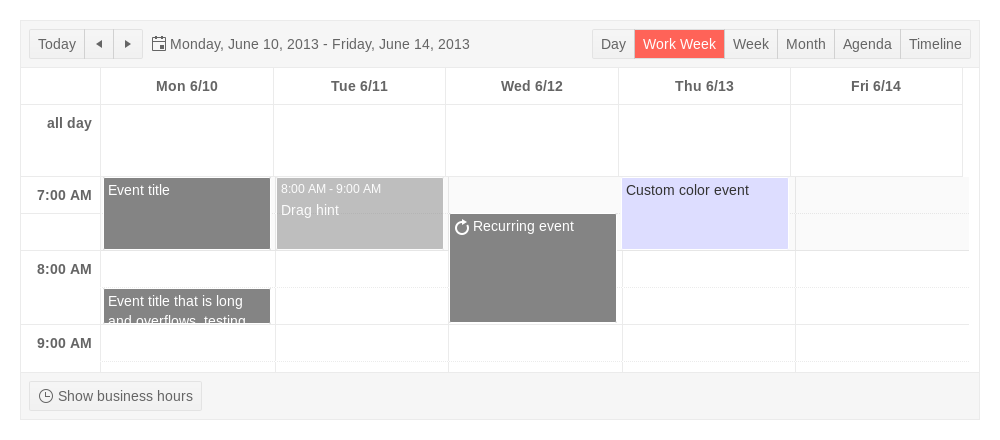 Today
Monday, June 10, 2013 - Friday, June 14, 2013
Day
Work Week
Week
Month
Agenda
Timeline
Mon 6/10
Tue 6/11
Wed 6/12
Thu 6/13
Fri 6/14
all day
7:00 AM
Event title
8:00 AM - 9:00 AM
Drag hint
Recurring event
Custom color event
8:00 AM
Event title that is long
and overflows, testing
9:00 AM
Show business hours